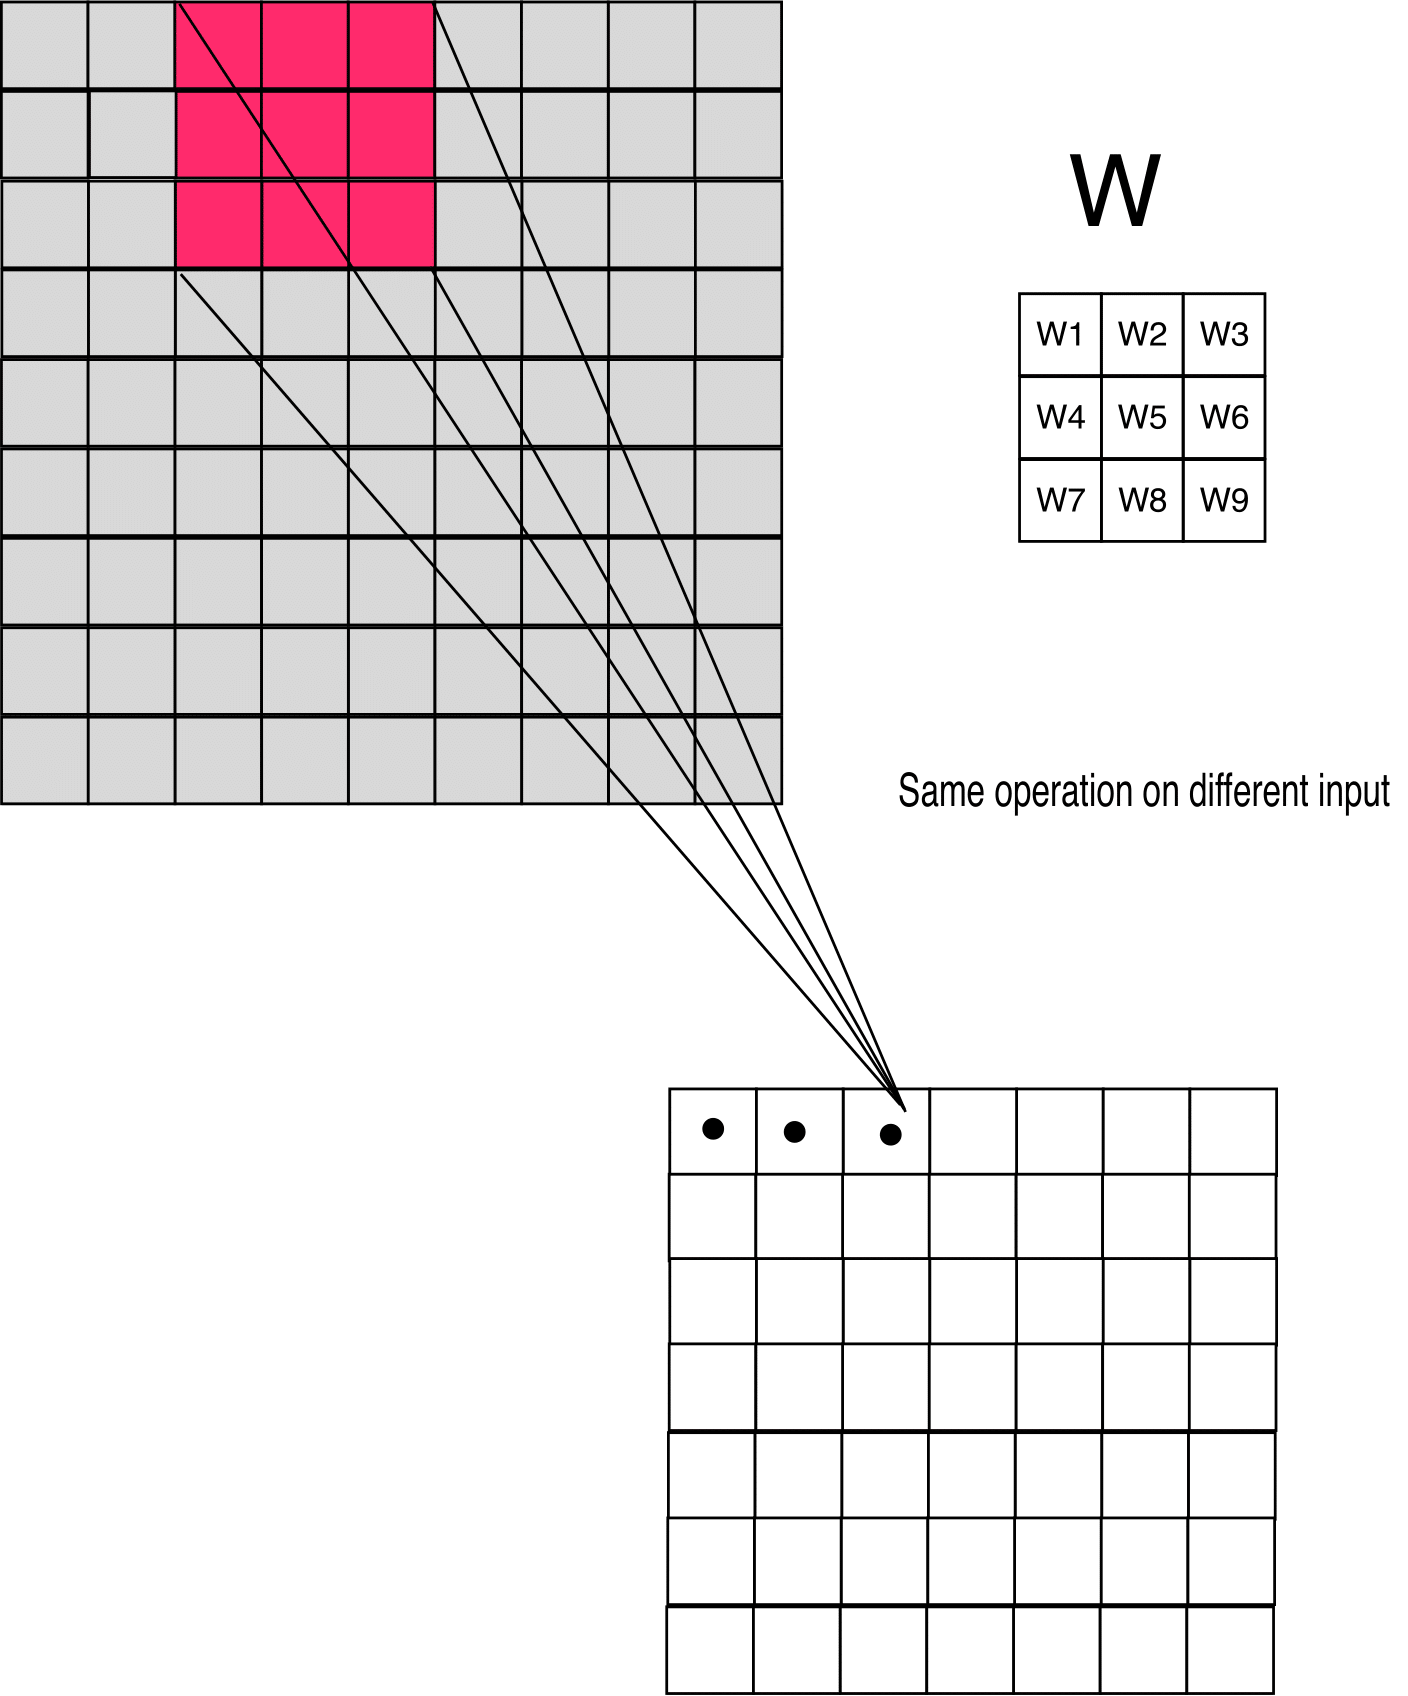 W
W1 W2 W3
W4 W5 W6
W7 W8 W9
Same operation on different input